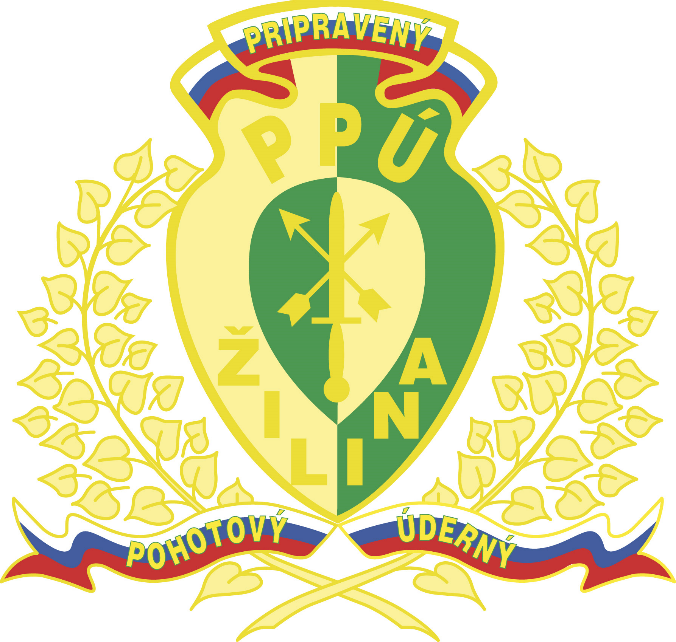 PRIPRAVENÝ
PPÚ
ŽILINA
POHOTOVÝ
ÚDERNÝ